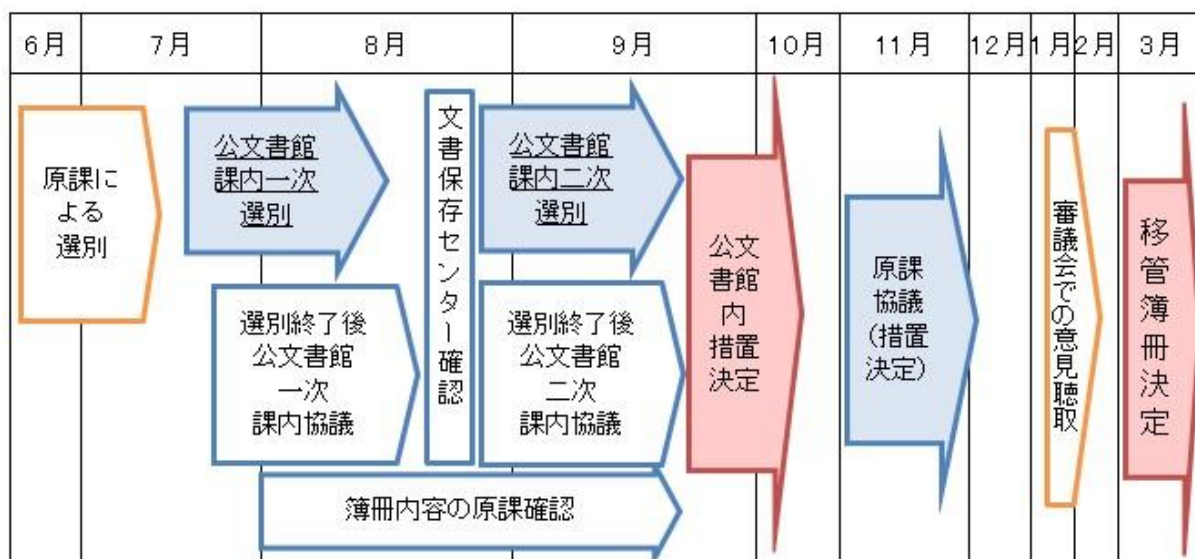 6月
7月
8月
9月
10月
11月
12月
1月
2月
3月
原課に
よる
選別
公文書館
課内一次
選別
選別終了後
公文書館
一次
課内協議
文書保存センター確認
公文書館
課内二次
選別
選別終了後
公文書館
二次
課内協議
簿冊内容の原課確認
公文
書館
内
措置
決定
原課
協議
(措置
決定)
審議会での意見聴取
移管簿冊決定